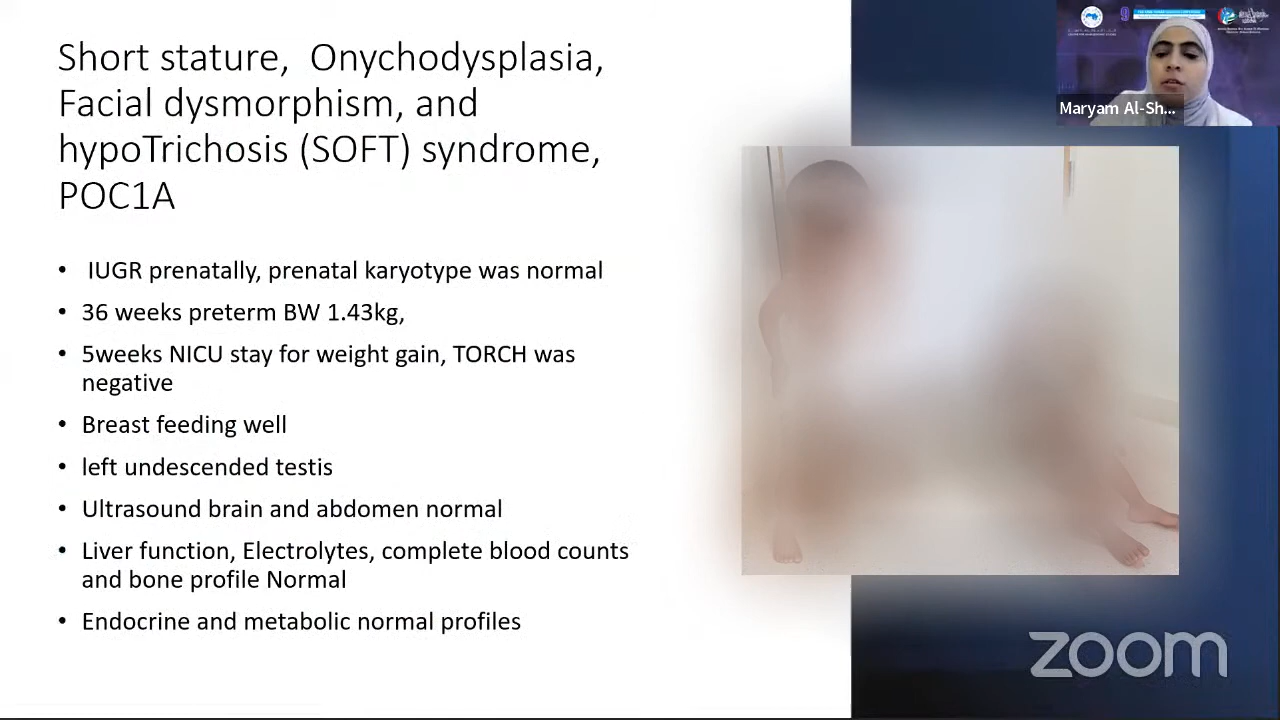 Short stature,  Onychodysplasia,
Facial dysmorphism, and
hypoTrichosis (SOFT) syndrome,
POC1A
• IUGR prenatally, prenatal karyotype was normal
• 36 weeks preterm BW 1.43kg,
• 5weeks NICU stay for weight gain, TORCH was
negative
• Breast feeding well
• left undescended testis
• Ultrasound brain and abdomen normal
• Liver function, Electrolytes, complete blood counts
and bone profile Normal
• Endocrine and metabolic normal profiles
Maryam Al-Sh...
zoom